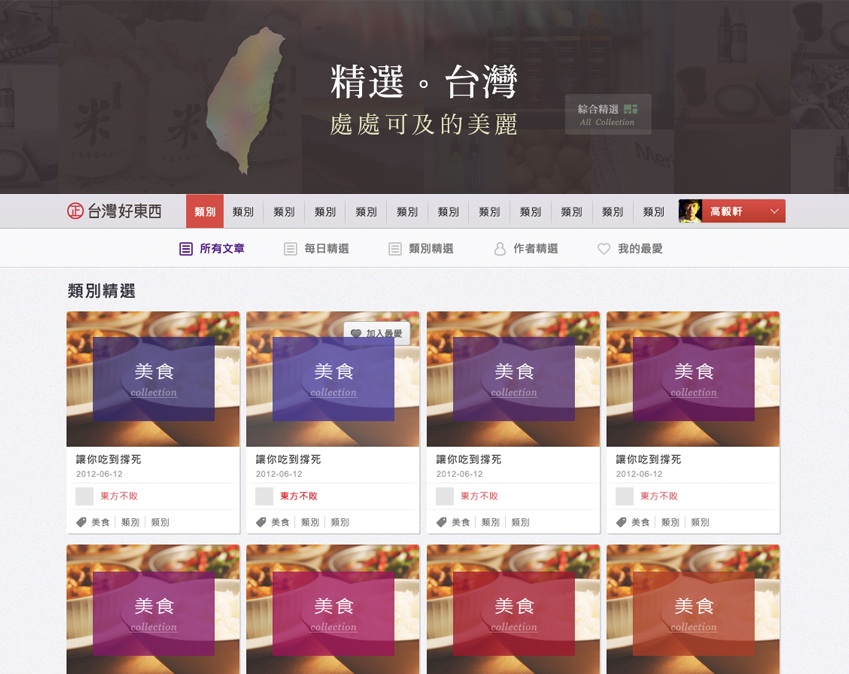 精選。台灣
處處可及的美麗
綜合精選
All Collection
正 台灣好東西 類別 類別 類別 類別 類別 類別 類別 類別 類別 類別 類別 類別 高毅軒
所有文章 每日精選 類別精選 作者精選 我的最愛
類別精選
加入最愛
美食 美食 美食 美食
collection collection collection collection
讓你吃到撐死 讓你吃到撐死 讓你吃到撐死 讓你吃到撐死
2012-06-12 2012-06-12 2012-06-12 2012-06-12
東方不敗 東方不敗 東方不敗 東方不敗
美食 類別 類別 美食 類別 類別 美食 類別 類別 美食 類別 類別
美食 美食 美食 美食
collection collection collection collection